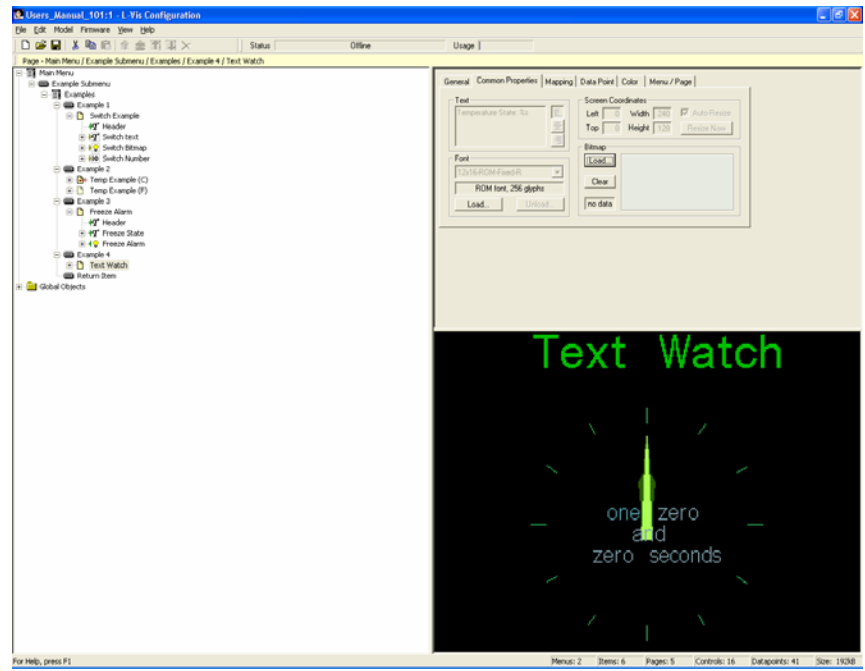 Users_Manual_101:1 - L-Vis Configuration
File Edit Model Firmware View Help
Status Offline Usage
Page - Main Menu / Example Submenu / Examples / Example 4 / Text Watch
Main Menu
Example Submenu
Examples
Example 1
Switch Example
Header
Switch text
Switch Bitmap
Switch Number
Example 2
Temp Example (C)
Temp Example (F)
Example 3
Freeze Alarm
Header
Freeze State
Freeze Alarm
Example 4
Text Watch
Return Item
Global Objects
General Common Properties Mapping Data Point Color Menu / Page
Text
Temperature State: %s
Font
12x16-ROM-Fixed-R
ROM font, 256 glyphs
Load... Unload...
Screen Coordinates
Left 0 Width 240 Auto-Resize
Top 0 Height 128 Resize Now
Bitmap
Load...
Clear
no data
Text Watch
one zero
and
zero seconds
For Help, press F1
Menus: 2 Items: 6 Pages: 5 Controls: 16 Datapoints: 41 Size: 192kB